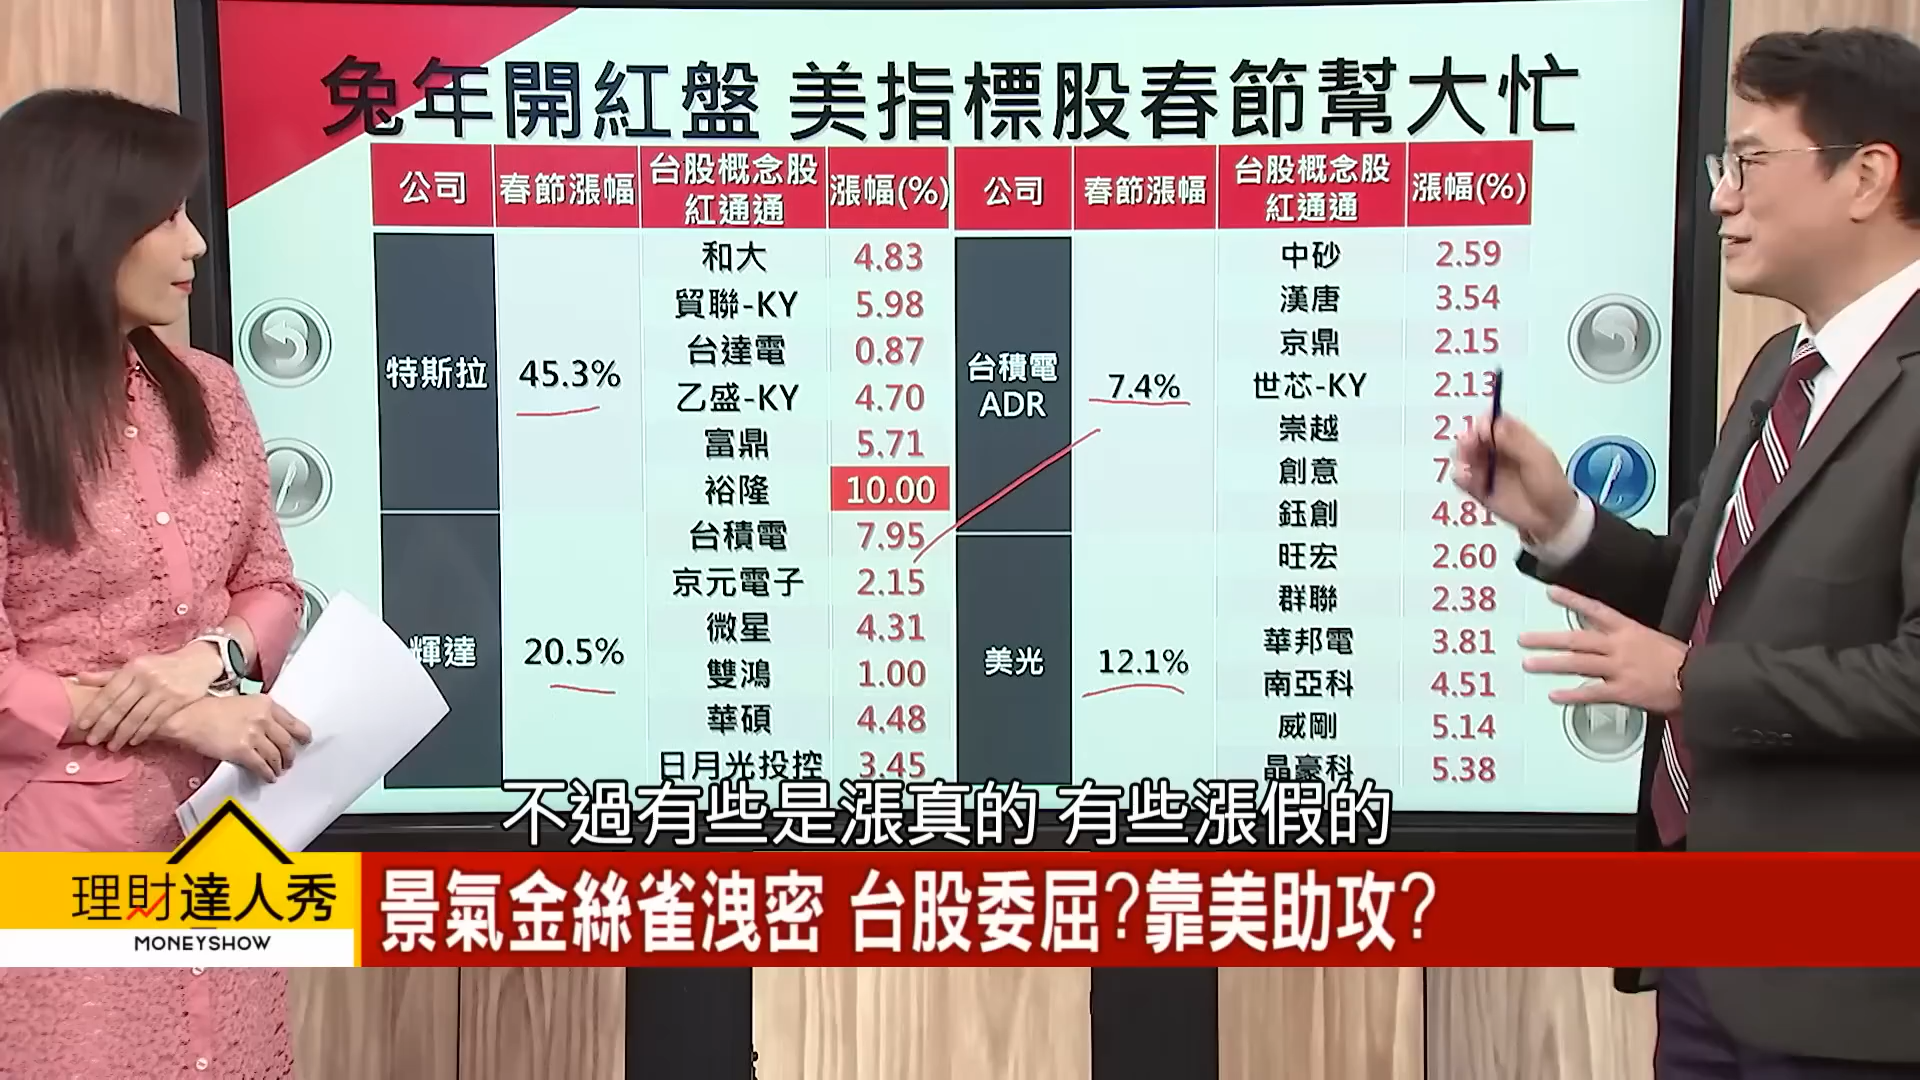 兔年開紅盤 美指標股春節幫大忙
公司 春節漲幅 台股概念股紅通通 漲幅(%) 公司 春節漲幅 台股概念股紅通通 漲幅(%)
特斯拉 45.3%
和大 4.83
貿聯-KY 5.98
台達電 0.87
乙盛-KY 4.70
富鼎 5.71
裕隆 10.00
輝達 20.5%
台積電 7.95
京元電子 2.15
微星 4.31
雙鴻 1.00
華碩 4.48
日月光投控 3.45
台積電
ADR 7.4%
中砂 2.59
漢唐 3.54
京鼎 2.15
世芯-KY 2.13
崇越
創意
鈺創 4.81
美光 12.1%
旺宏 2.60
群聯 2.38
華邦電 3.81
南亞科 4.51
威剛 5.14
晶豪科 5.38
不過有些是漲真的 有些漲假的
理財達人秀
MONEYSHOW
景氣金絲雀洩密 台股委屈?靠美助攻?